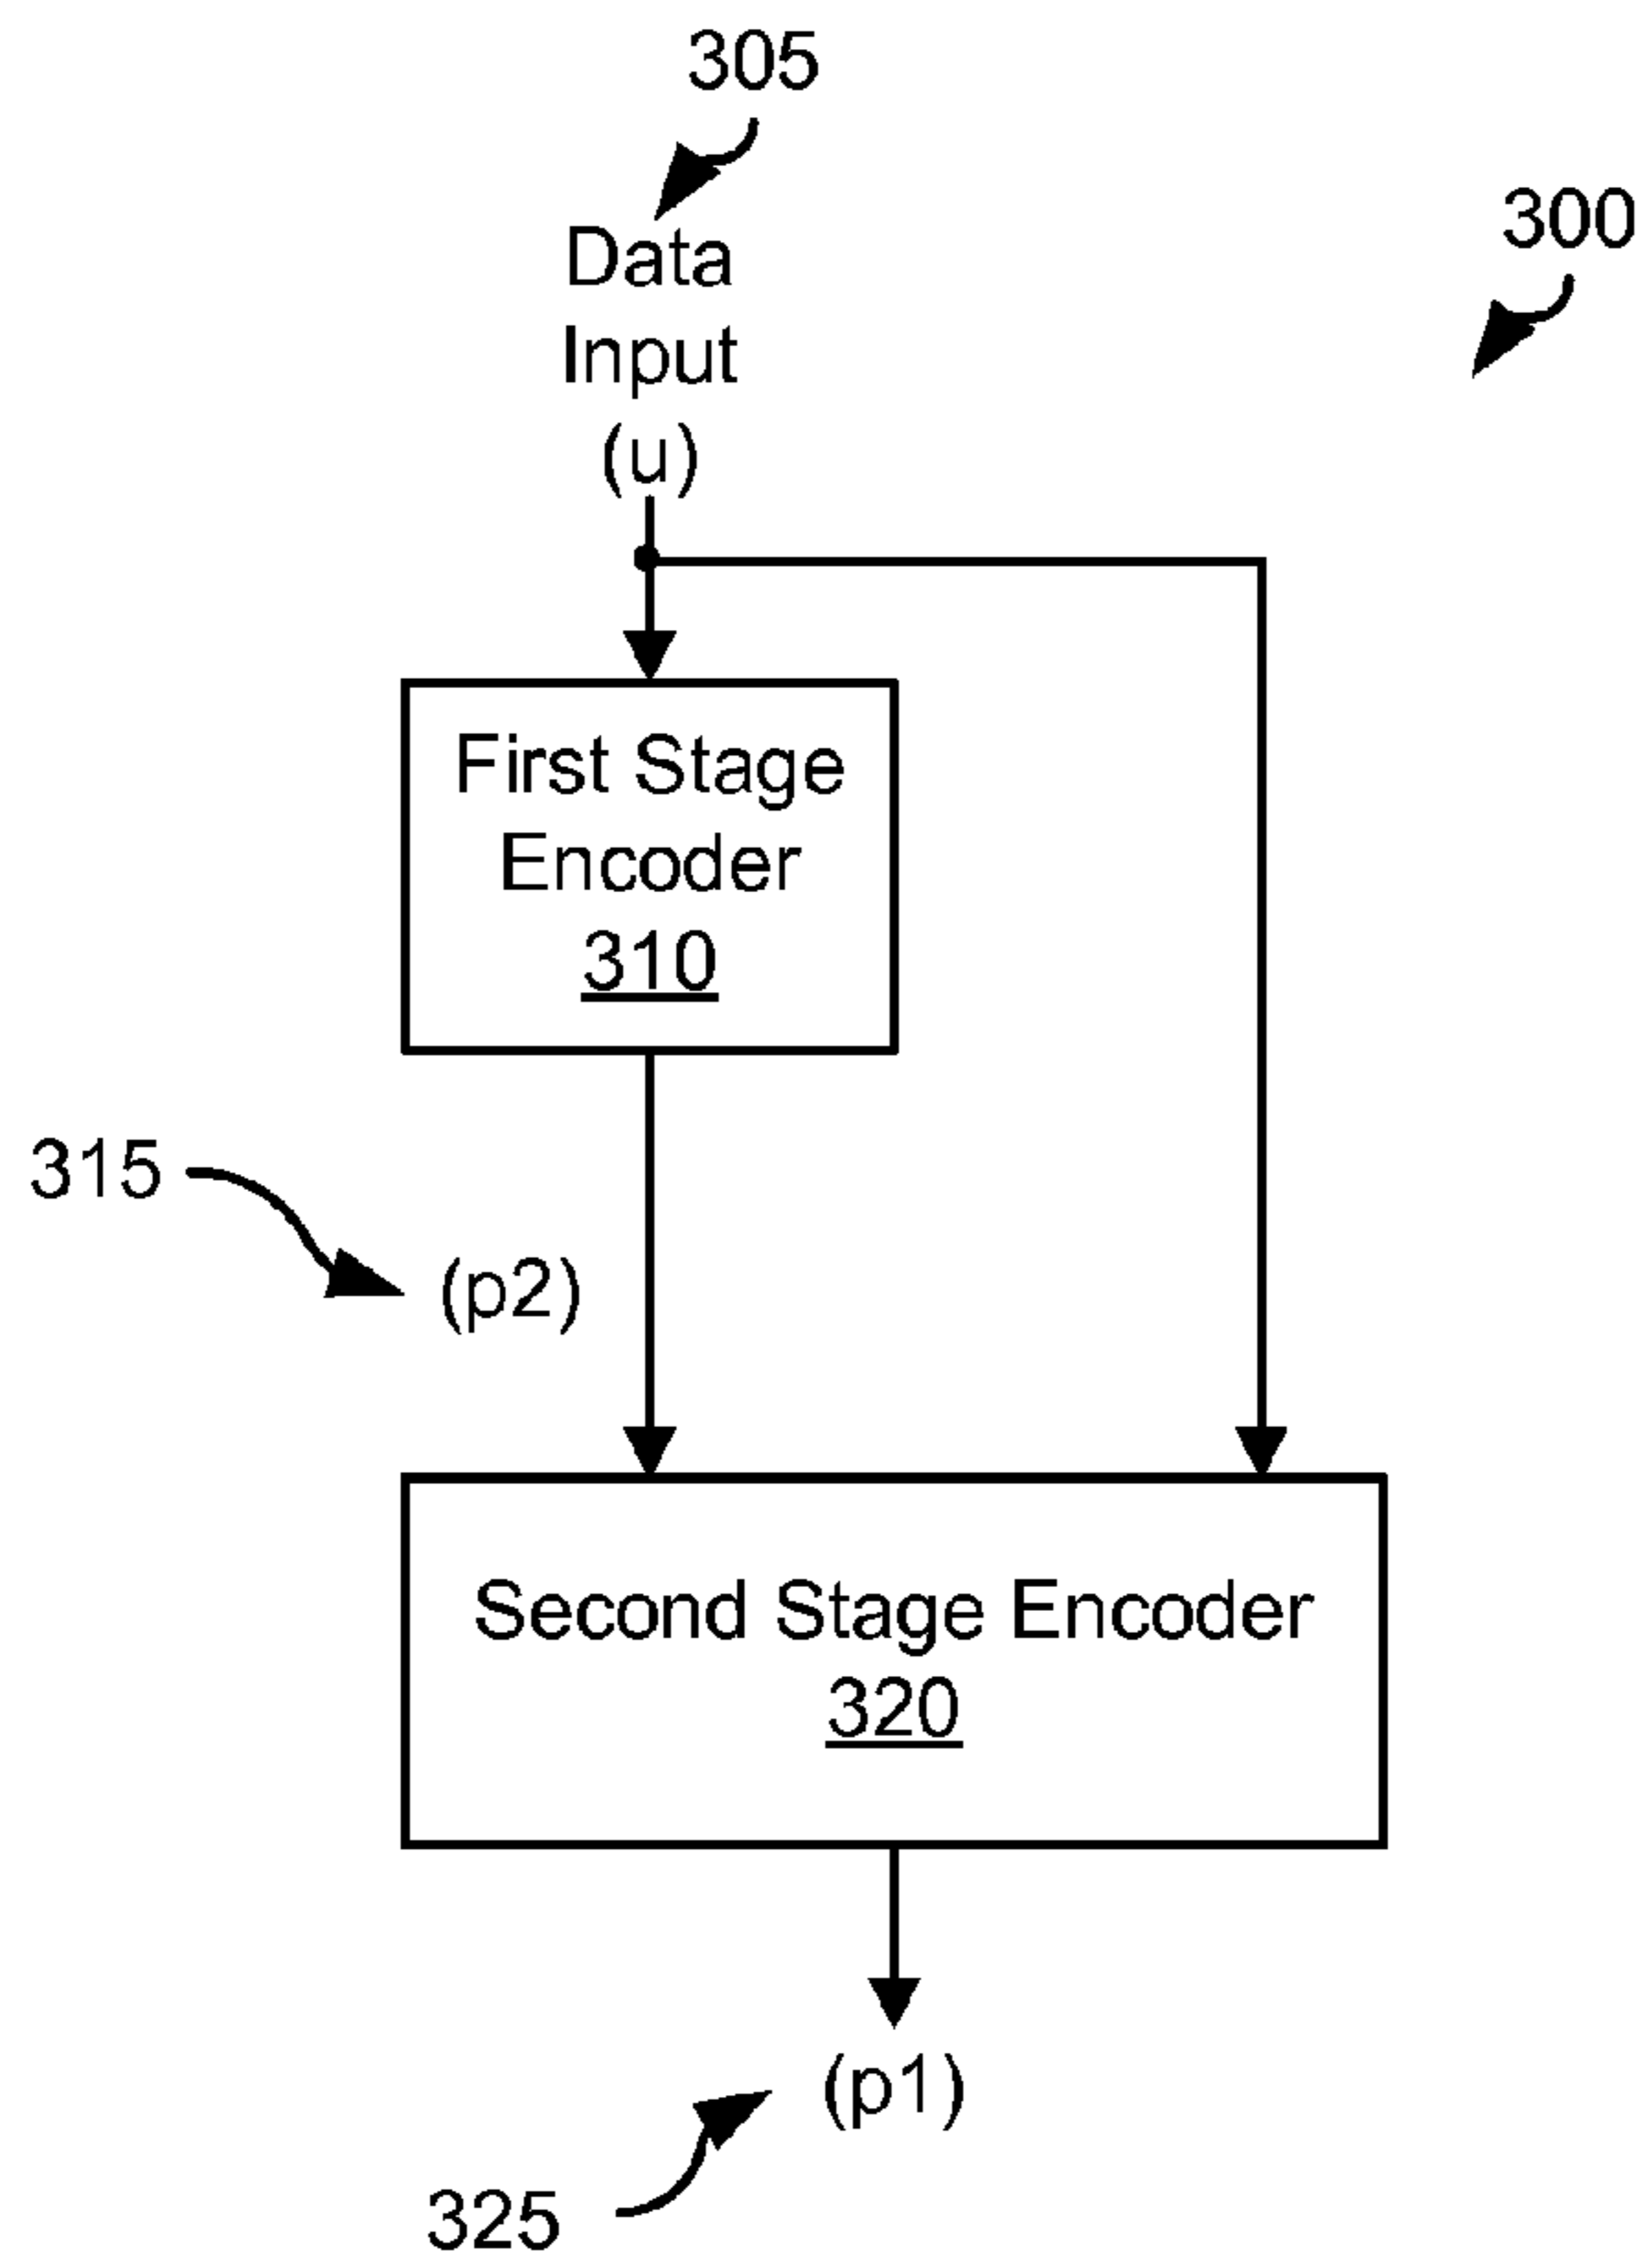 305
300
Data
Input
(u)
First Stage
Encoder
310
315
(p2)
Second Stage Encoder
320
(p1)
325